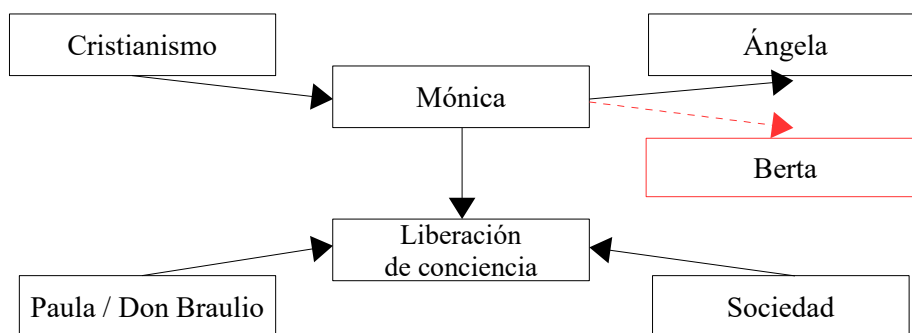 Cristianismo
Ángela
Mónica
Berta
Liberación
de conciencia
Paula / Don Braulio
Sociedad